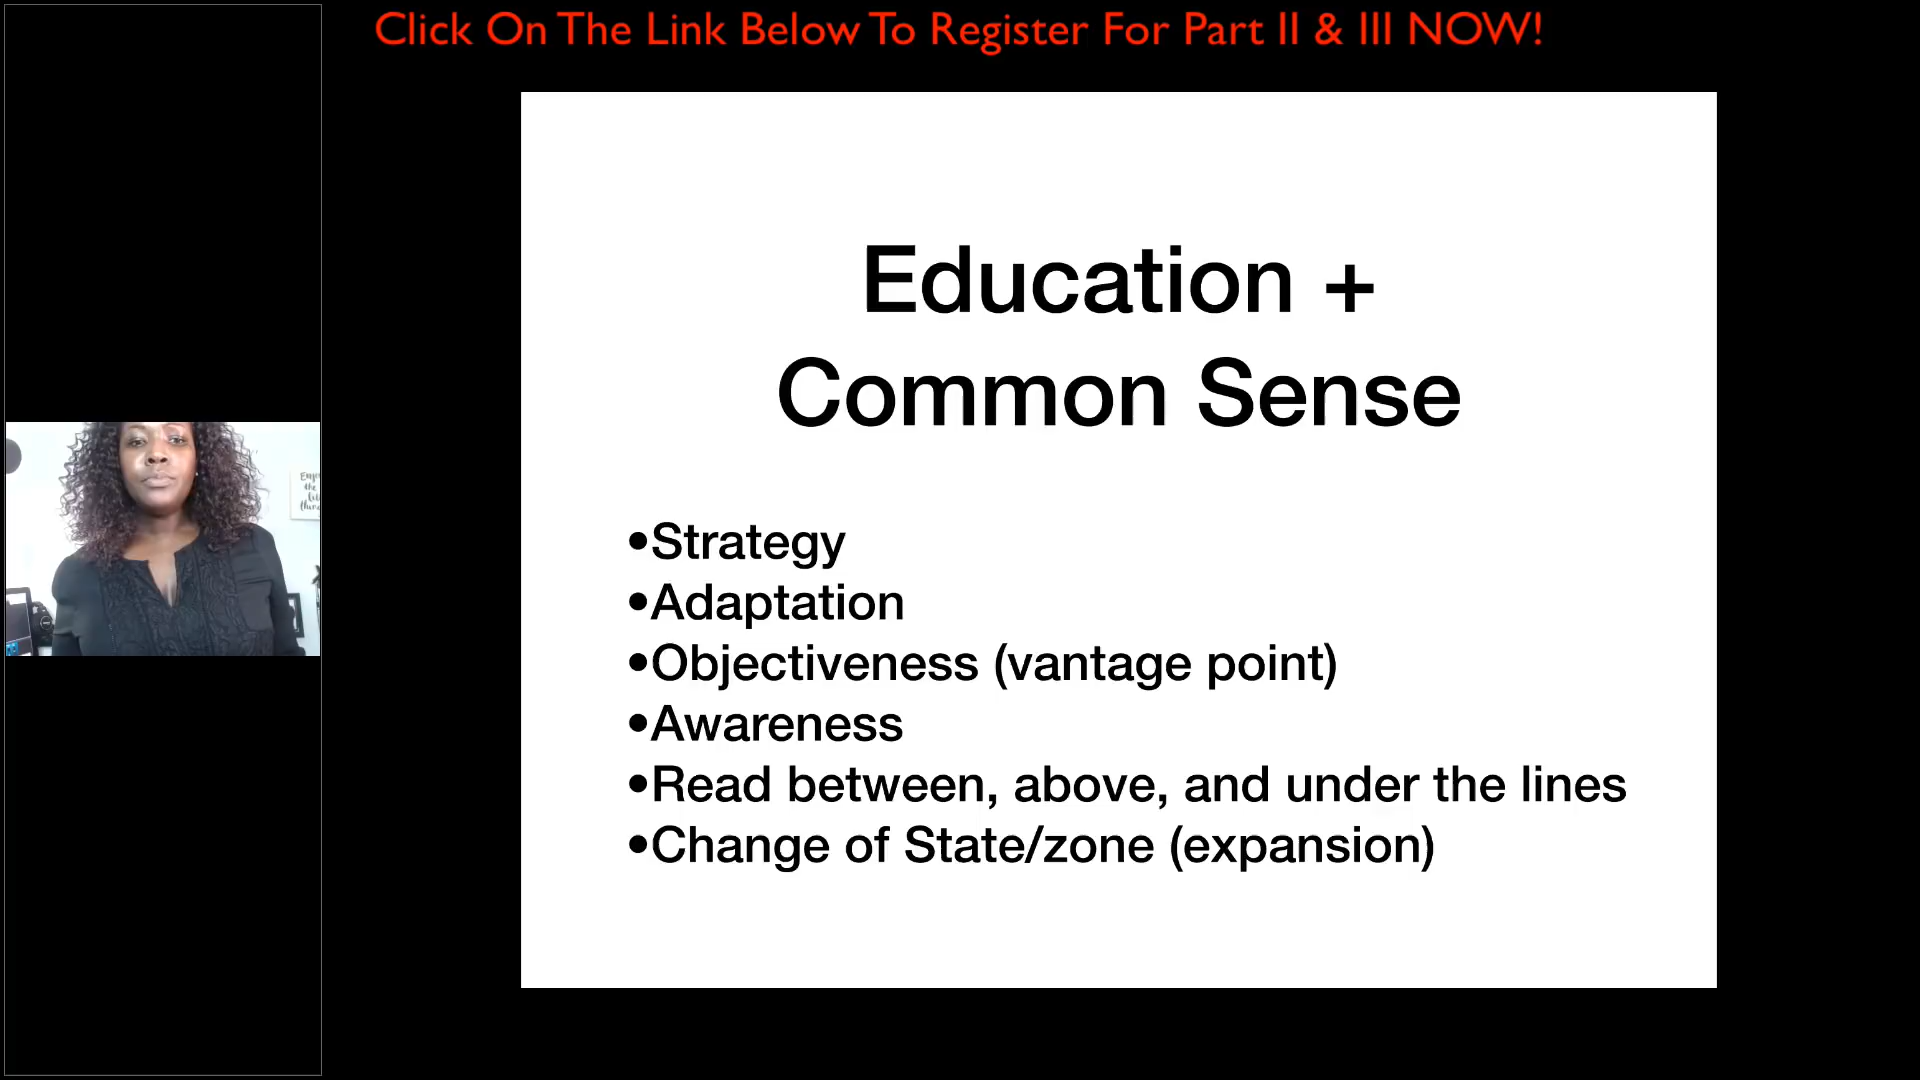 Click On The Link Below To Register For Part II & III NOW!
Education +
Common Sense
•Strategy
•Adaptation
•Objectiveness (vantage point)
•Awareness
•Read between, above, and under the lines
•Change of State/zone (expansion)
the